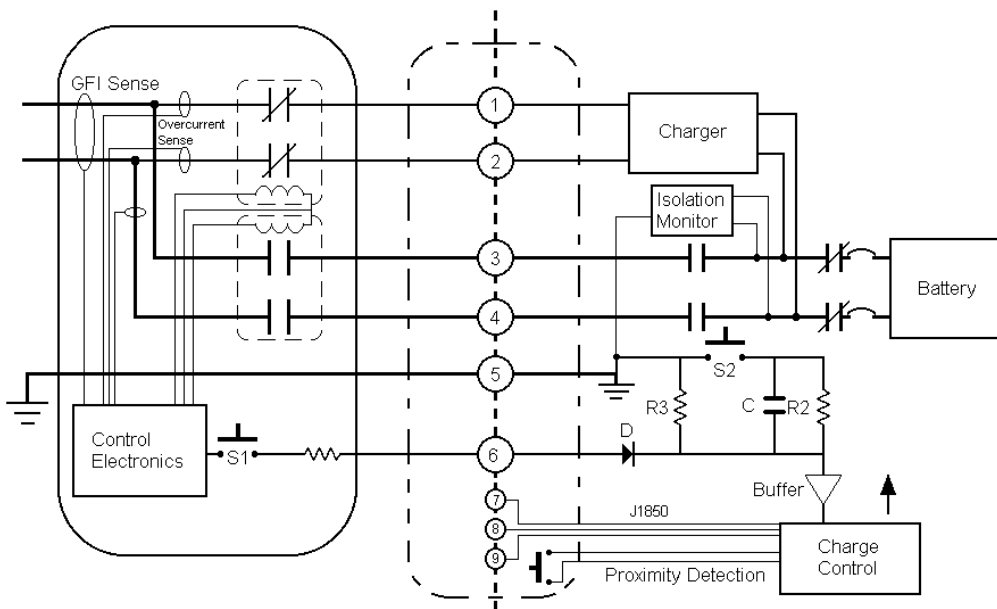 GFI Sense
Overcurrent
Sense
1
Charger
2
Isolation
Monitor
3
Battery
4
5
S2
R3
C
R2
D
Control
Electronics
S1
6
Buffer
7
J1850
8
9
Charge
Control
Proximity Detection